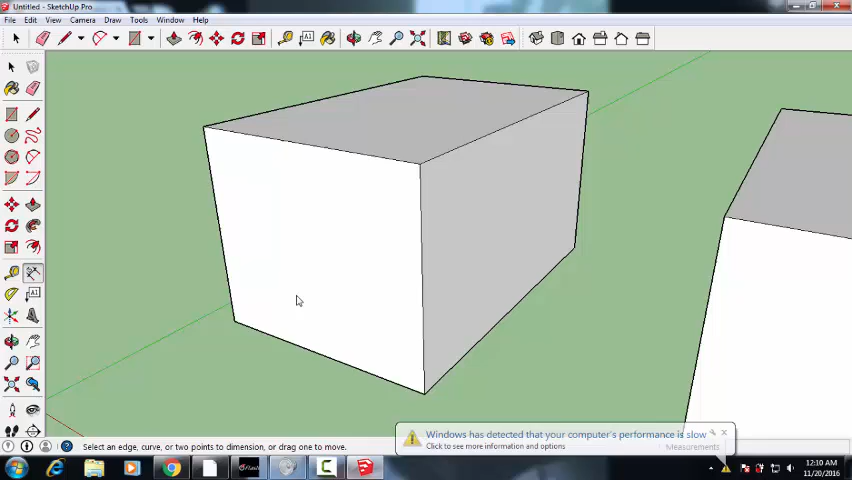 Untitled - SketchUp Pro
File Edit View Camera Draw Tools Window Help
A1
A1
Select an edge, curve, or two points to dimension, or drag one to move.
Measurements
Windows has detected that your computer's performance is slow
Click to see more information and options
12:10 AM
11/20/2016